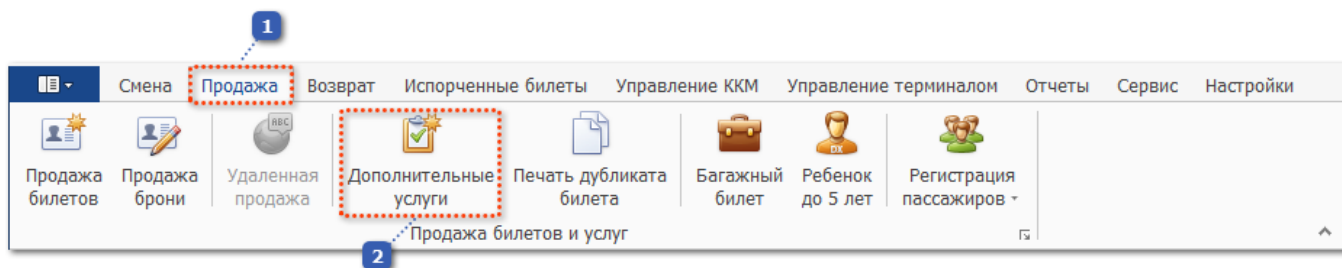 1
Смена Продажа Возврат Испорченные билеты Управление ККМ Управление терминалом Отчеты Сервис Настройки
ABC
Продажа билетов
Продажа брони
Удаленная продажа
Дополнительные услуги
Печать дубликата билета
Багажный билет
Ребенок до 5 лет
Регистрация пассажиров
Продажа билетов и услуг
2